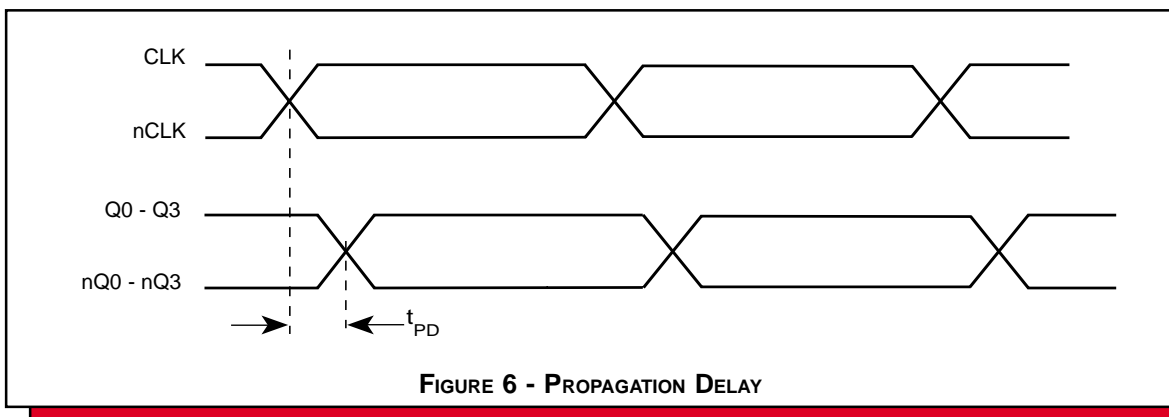 CLK
nCLK
Q0 - Q3
nQ0 - nQ3
tPD
FIGURE 6 - PROPAGATION DELAY